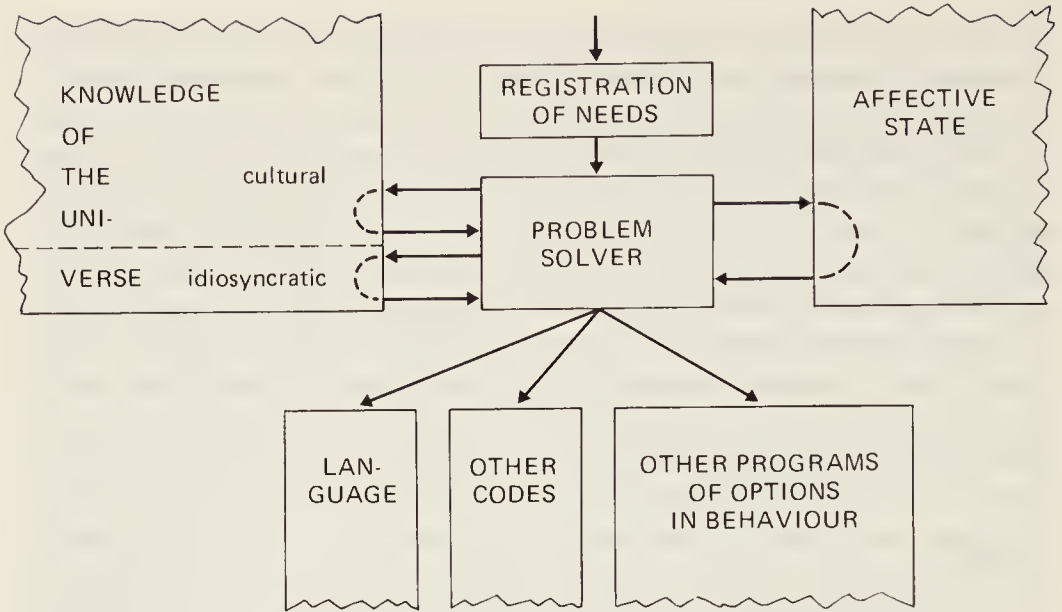 KNOWLEDGE
OF
THE
UNI-
VERSE
cultural
idiosyncratic
REGISTRATION
OF NEEDS
PROBLEM
SOLVER
AFFECTIVE
STATE
LAN-
GUAGE
OTHER
CODES
OTHER PROGRAMS
OF OPTIONS
IN BEHAVIOUR